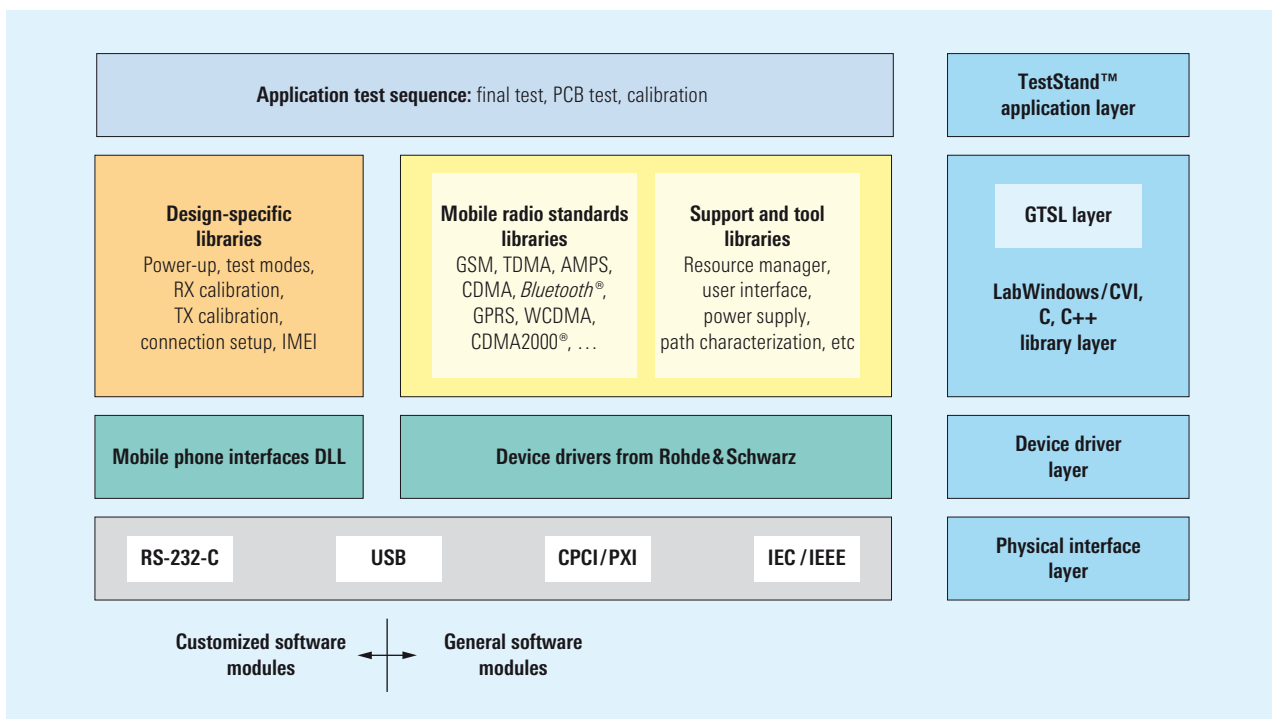 Application test sequence: final test, PCB test, calibration
TestStand™
application layer
Design-specific
libraries
Power-up, test modes,
RX calibration,
TX calibration,
connection setup, IMEI
Mobile radio standards
libraries
GSM, TDMA, AMPS,
CDMA, Bluetooth®,
GPRS, WCDMA,
CDMA2000®, …
Support and tool
libraries
Resource manager,
user interface,
power supply,
path characterization, etc
GTSL layer
LabWindows/CVI,
C, C++
library layer
Mobile phone interfaces DLL
Device drivers from Rohde&Schwarz
Device driver
layer
RS-232-C
USB
CPCI/PXI
IEC/IEEE
Physical interface
layer
Customized software
modules
General software
modules